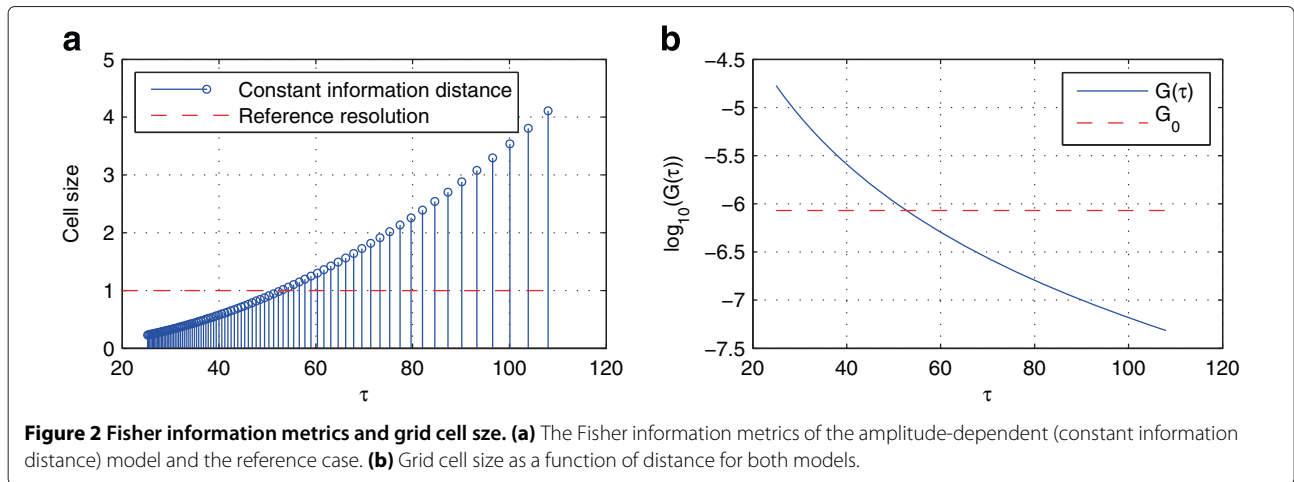 a
5
4
3
2
1
0
Cell size
Constant information distance
Reference resolution
20 40 60 80 100 120
τ
b
−4.5
−5
−5.5
−6
−6.5
−7
−7.5
log10(G(τ))
G(τ)
G0
20 40 60 80 100 120
τ
Figure 2 Fisher information metrics and grid cell sze. (a) The Fisher information metrics of the amplitude-dependent (constant information
distance) model and the reference case. (b) Grid cell size as a function of distance for both models.